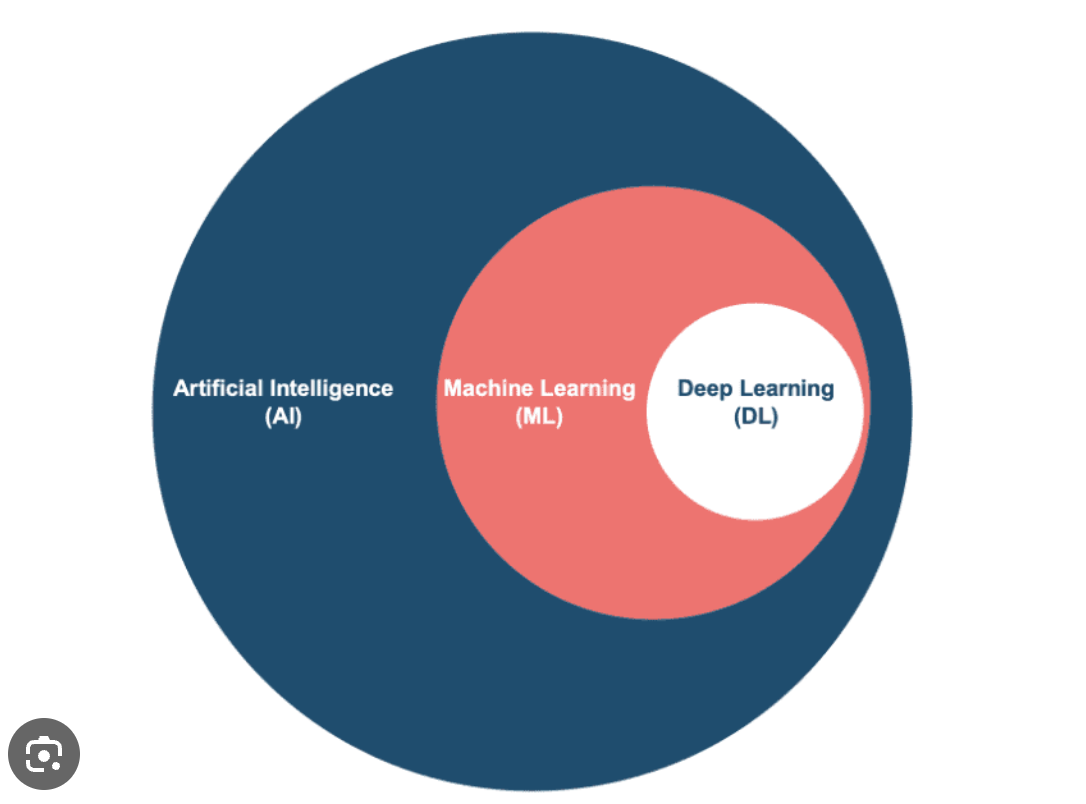 Artificial Intelligence
(AI)
Machine Learning
(ML)
Deep Learning
(DL)